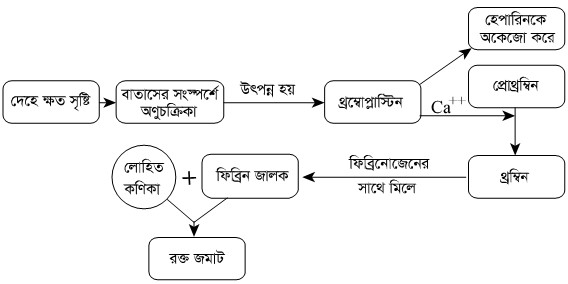 হেপারিনকে
অকেজো করে
দেহে ক্ষত সৃষ্টি
বাতাসের সংস্পর্শে
অণুচক্রিকা
উৎপন্ন হয়
থ্রম্বোপ্লাস্টিন
Ca++
প্রোথ্রম্বিন
লোহিত
কণিকা
+
ফিব্রিন জালক
ফিব্রিনোজেনের
সাথে মিলে
থ্রম্বিন
রক্ত জমাট